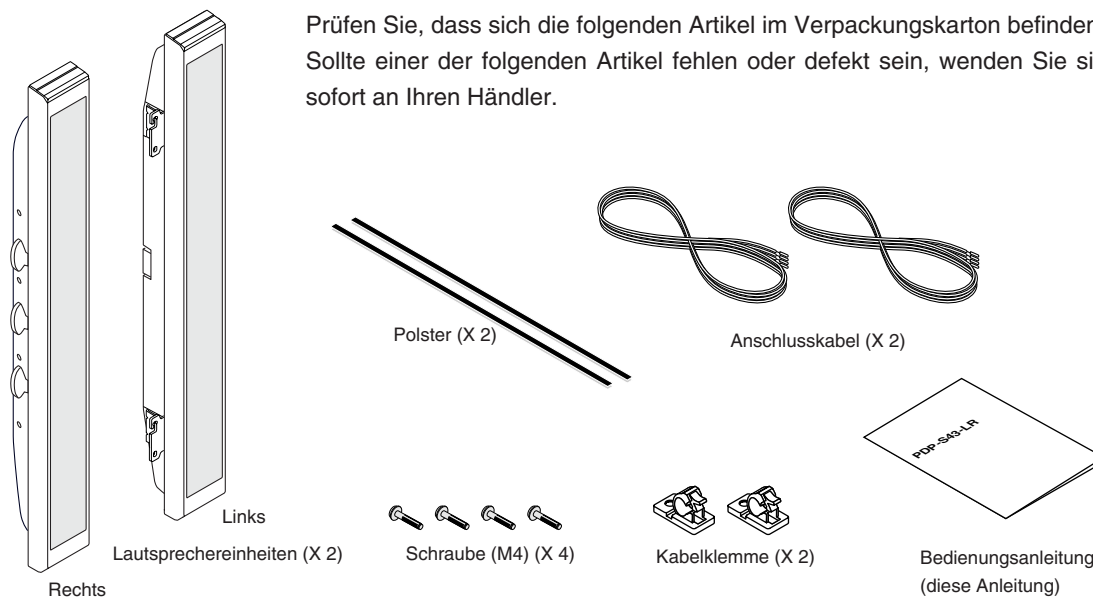 Prüfen Sie, dass sich die folgenden Artikel im Verpackungskarton befinden
Sollte einer der folgenden Artikel fehlen oder defekt sein, wenden Sie si
sofort an Ihren Händler.
Polster (X 2)
Anschlusskabel (X 2)
PDP-S43-LR
Links
Lautsprechereinheiten (X 2)
Schraube (M4) (X 4)
Kabelklemme (X 2)
Bedienungsanleitung
(diese Anleitung)
Rechts